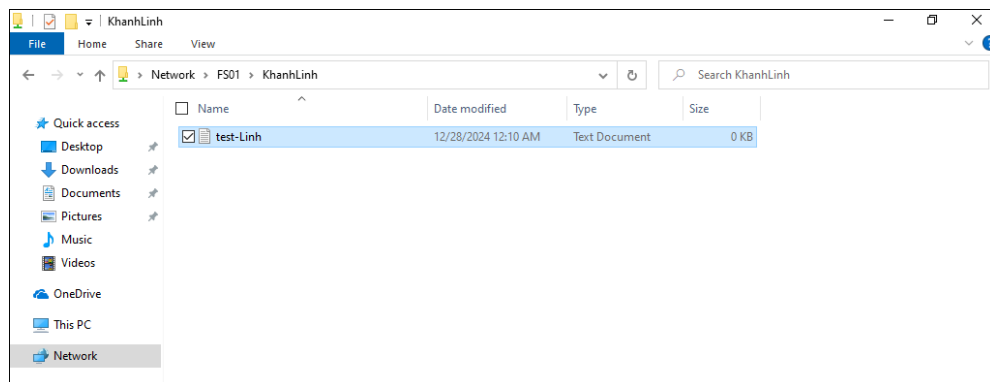 KhanhLinh
File Home Share View
Network > FS01 > KhanhLinh Search KhanhLinh
Name Date modified Type Size
test-Linh 12/28/2024 12:10 AM Text Document 0 KB
Quick access
Desktop
Downloads
Documents
Pictures
Music
Videos
OneDrive
This PC
Network